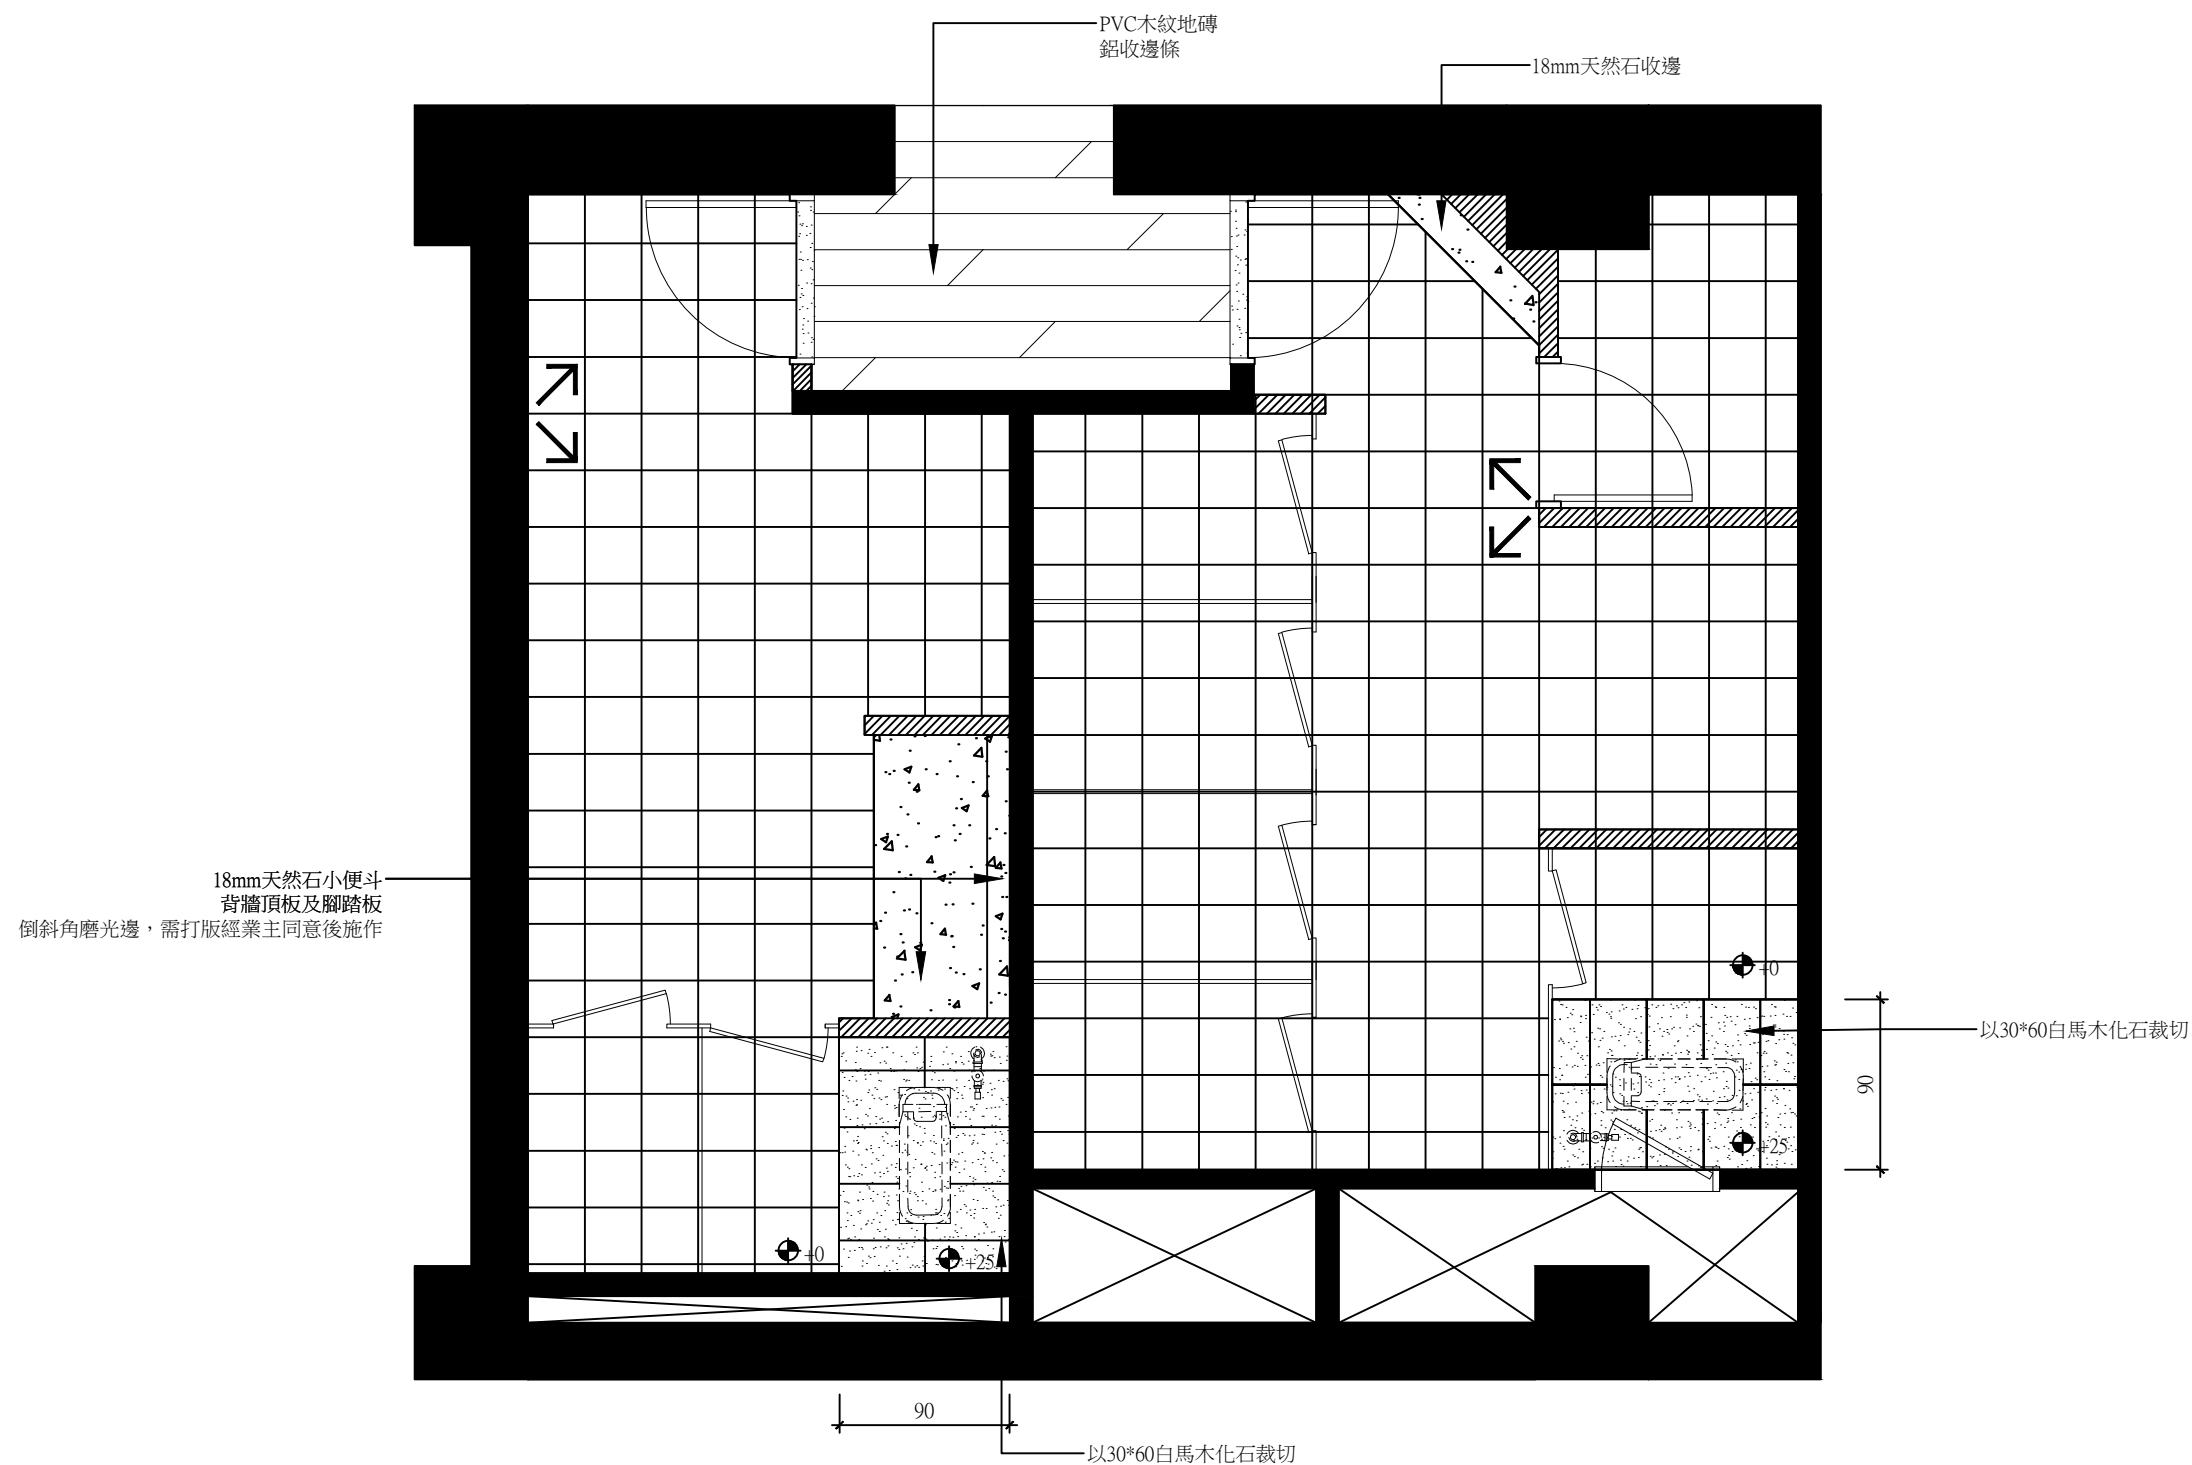 PVC木紋地磚
鋁收邊條
18mm天然石收邊
18mm天然石小便斗
背牆頂板及腳踏板
倒斜角磨光邊，需打版經業主同意後施作
+0
以30*60白馬木化石裁切
90
+25
+0
+25
90
以30*60白馬木化石裁切